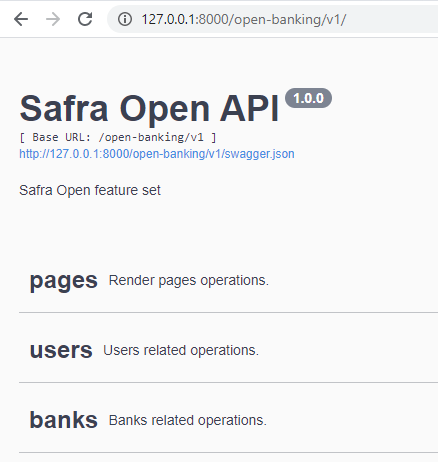 127.0.0.1:8000/open-banking/v1/
Safra Open API 1.0.0
[ Base URL: /open-banking/v1 ]
http://127.0.0.1:8000/open-banking/v1/swagger.json
Safra Open feature set
pages Render pages operations.
users Users related operations.
banks Banks related operations.